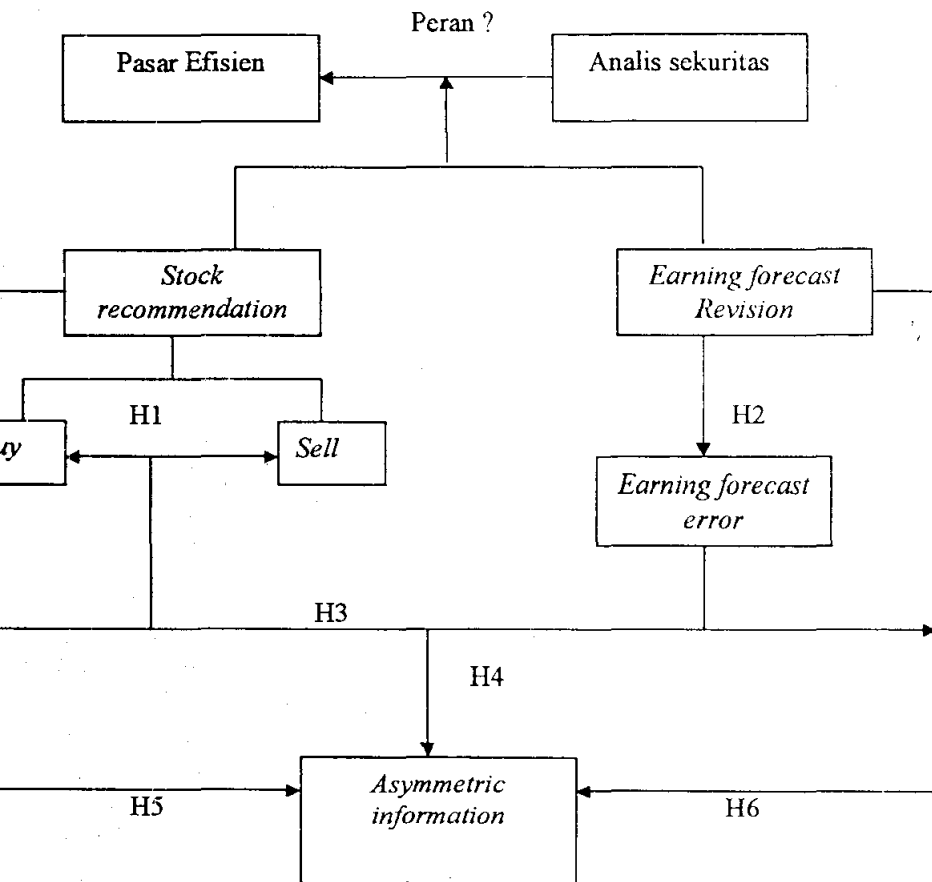 Peran ?
Pasar Efisien
Analis sekuritas
Stock
recommendation
Earning forecast
Revision
H1
H2
uy
Sell
Earning forecast
error
H3
H4
Asymmetric
information
H5
H6